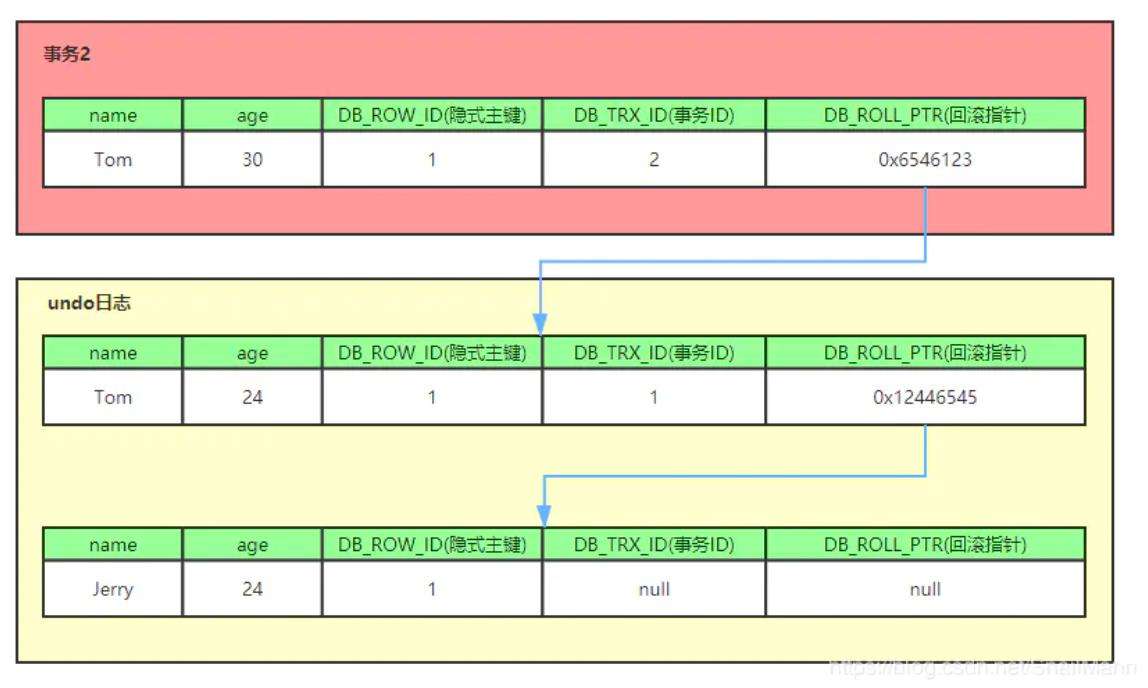 事务2
name age DB_ROW_ID(隐式主键) DB_TRX_ID(事务ID) DB_ROLL_PTR(回滚指针)
Tom 30 1 2 0x6546123
undo日志
name age DB_ROW_ID(隐式主键) DB_TRX_ID(事务ID) DB_ROLL_PTR(回滚指针)
Tom 24 1 1 0x12446545
name age DB_ROW_ID(隐式主键) DB_TRX_ID(事务ID) DB_ROLL_PTR(回滚指针)
Jerry 24 1 null null
https://blog.csdn.net/SnailMann